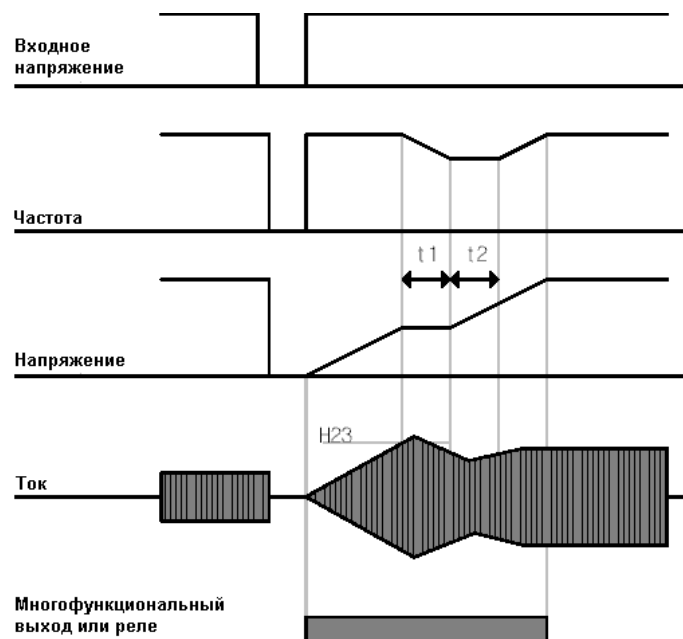 Входное
напряжение
Частота
t1 t2
Напряжение
H23
Ток
Многофункциональный
выход или реле